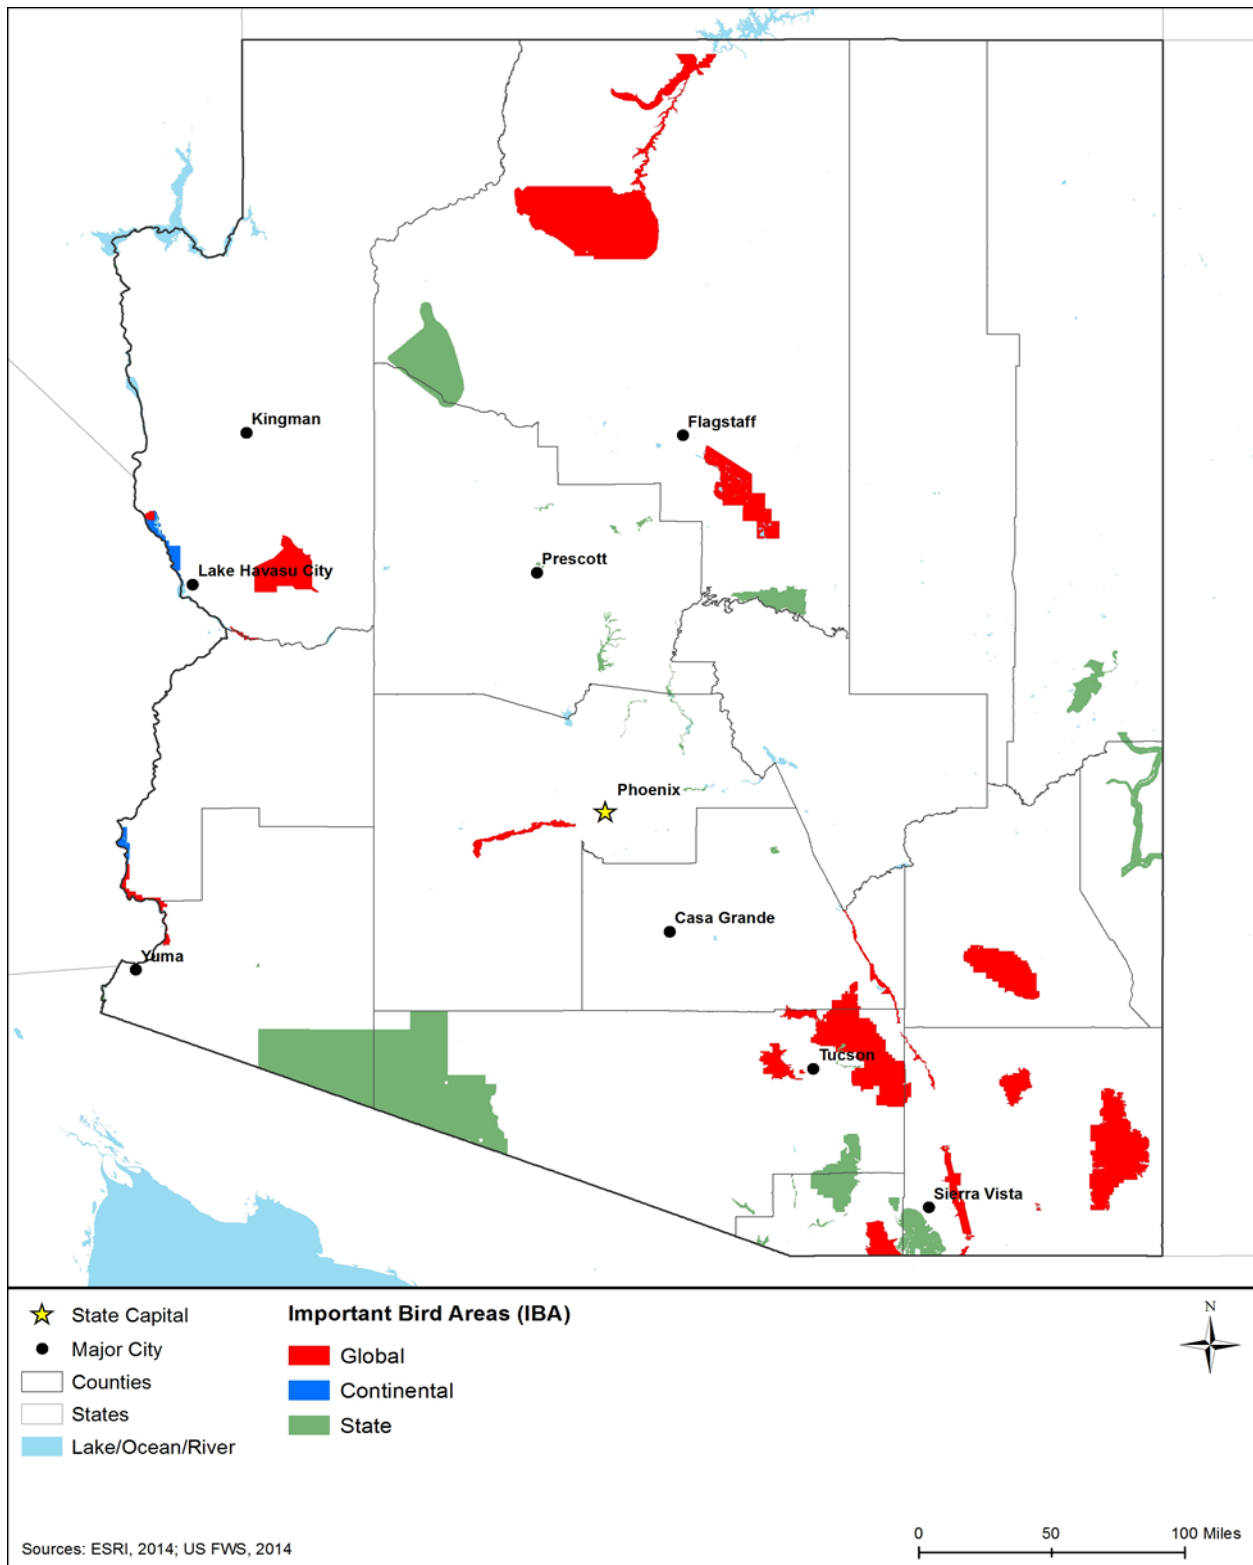 Kingman
Flagstaff
Lake Havasu City
Prescott
Phoenix
Casa Grande
Yuma
Tucson
Sierra Vista
State Capital
Major City
Counties
States
Lake/Ocean/River
Important Bird Areas (IBA)
Global
Continental
State
N
Sources: ESRI, 2014; US FWS, 2014
0 50 100 Miles